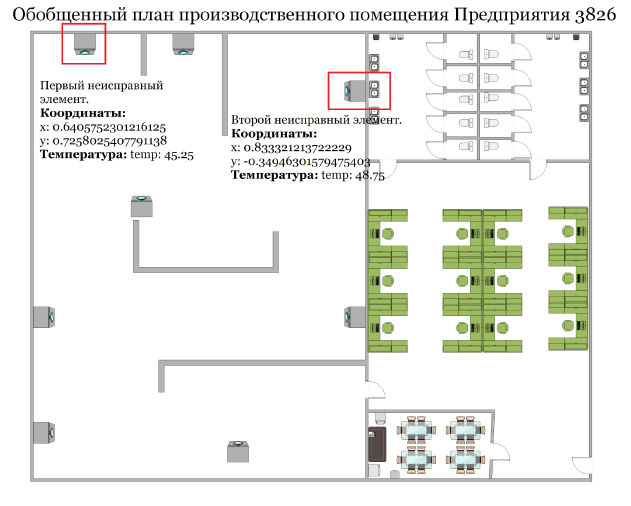 Обобщенный план производственного помещения Предприятия 3826
Первый неисправный
элемент.
Координаты:
x: 0.6405752301216125
y: 0.7258025407791138
Температура: temp: 45.25
Второй неисправный элемент.
Координаты:
x: 0.833321213722229
y: -0.34946301579475403
Температура: temp: 48.75